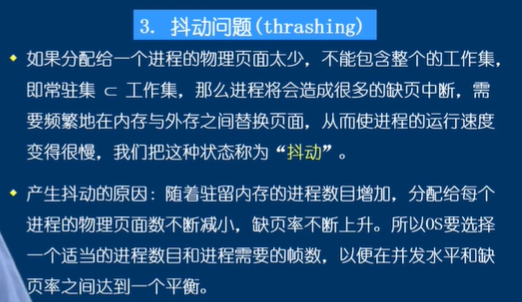 3. 抖动问题(thrashing)
如果分配给一个进程的物理页面太少，不能包含整个的工作集，
即常驻集 ⊂ 工作集，那么进程将会造成很多的缺页中断，需
要频繁地在内存与外存之间替换页面，从而使进程的运行速度
变得很慢，我们把这种状态称为“抖动”。
产生抖动的原因：随着驻留内存的进程数目增加，分配给每个
进程的物理页面数不断减小，缺页率不断上升。所以OS要选择
一个适当的进程数目和进程需要的帧数，以便在并发水平和缺
页率之间达到一个平衡。